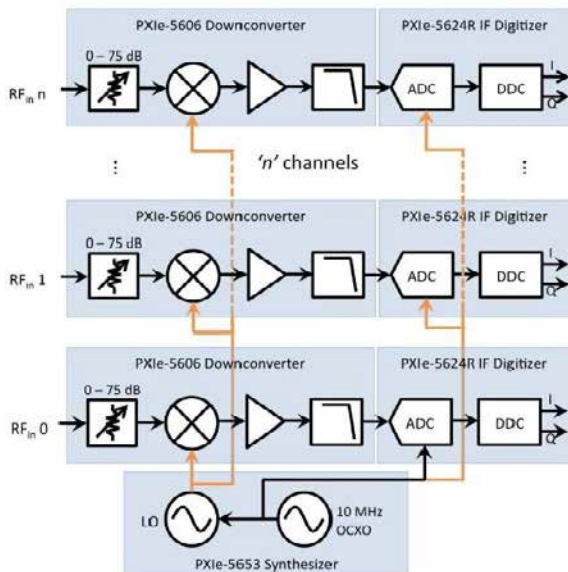 PXIe-5606 Downconverter
PXIe-5624R IF Digitizer
0 – 75 dB
RFin n
ADC
DDC
I
Q
⋮
'n' channels
⋮
PXIe-5606 Downconverter
PXIe-5624R IF Digitizer
0 – 75 dB
RFin 1
ADC
DDC
I
Q
PXIe-5606 Downconverter
PXIe-5624R IF Digitizer
0 – 75 dB
RFin 0
ADC
DDC
I
Q
LO
10 MHz
OCXO
PXIe-5653 Synthesizer